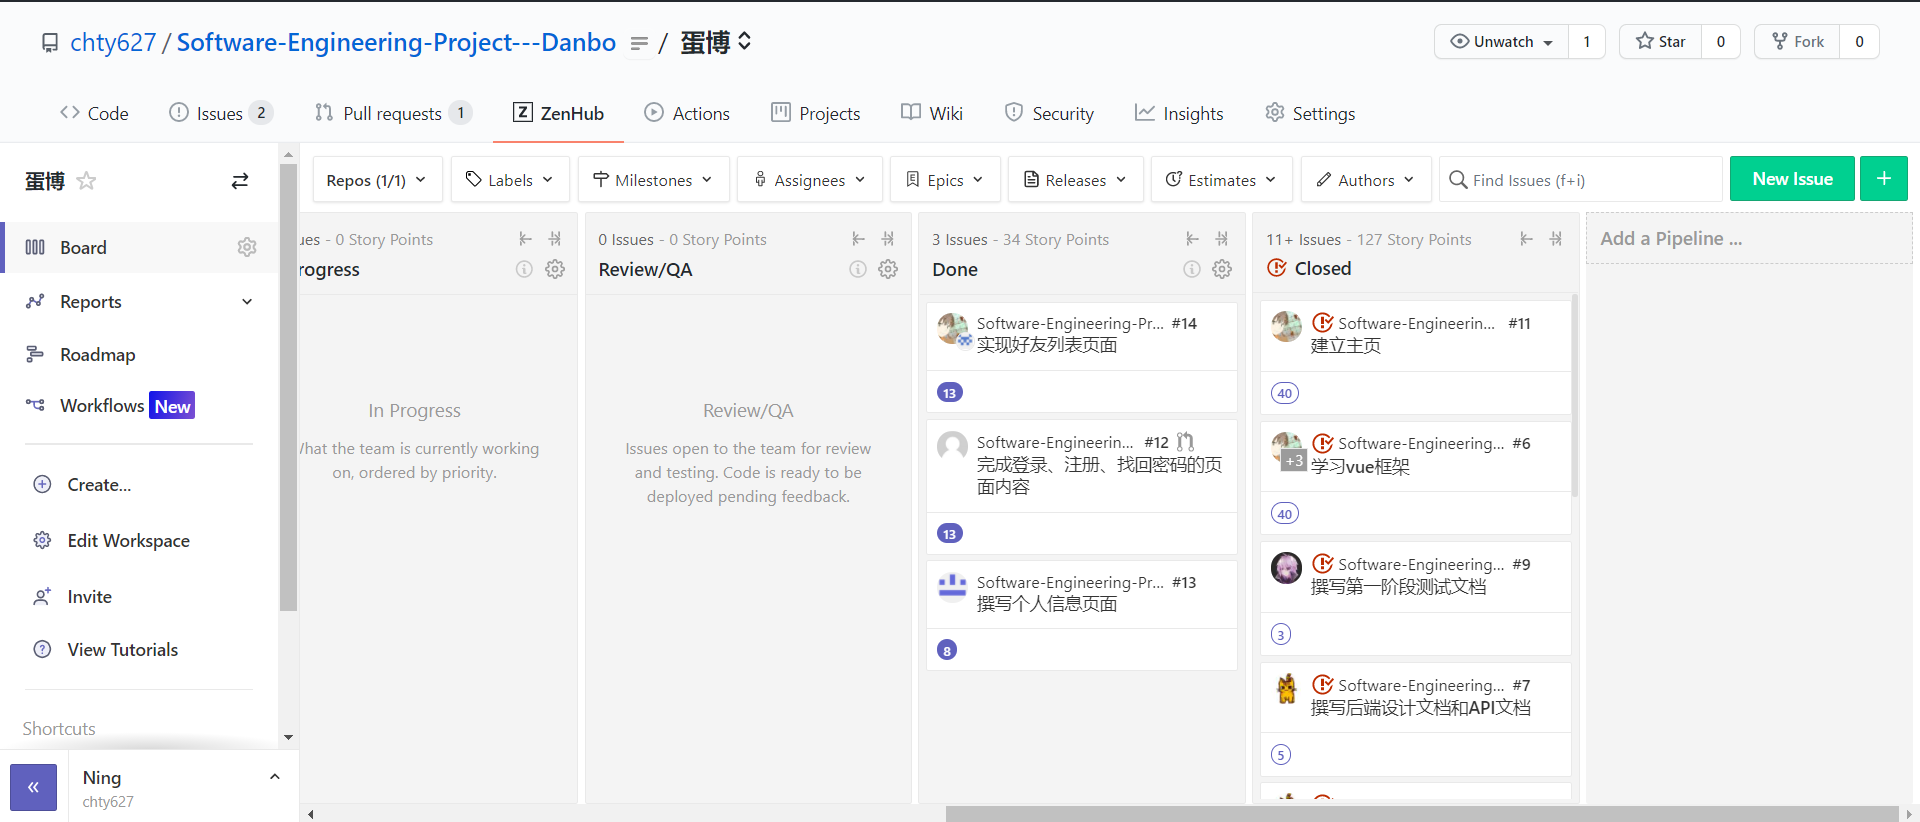 chty627 / Software-Engineering-Project---Danbo / 蛋博
Unwatch 1
Star 0
Fork 0
Code
Issues 2
Pull requests 1
ZenHub
Actions
Projects
Wiki
Security
Insights
Settings
蛋博
Board
Reports
Roadmap
Workflows New
Create...
Edit Workspace
Invite
View Tutorials
Shortcuts
Ning
chty627
Repos (1/1)
Labels
Milestones
Assignees
Epics
Releases
Estimates
Authors
Find Issues (f+i)
New Issue
+
ues - 0 Story Points
rogress
In Progress
hat the team is currently working
on, ordered by priority.
0 Issues - 0 Story Points
Review/QA
Review/QA
Issues open to the team for review
and testing. Code is ready to be
deployed pending feedback.
3 Issues - 34 Story Points
Done
Software-Engineering-Pr... #14
实现好友列表页面
13
Software-Engineerin... #12
完成登录、注册、找回密码的页
面内容
13
Software-Engineering-Pr... #13
撰写个人信息页面
8
11+ Issues - 127 Story Points
Closed
Software-Engineerin... #11
建立主页
40
Software-Engineering... #6
+3
学习vue框架
40
Software-Engineering... #9
撰写第一阶段测试文档
3
Software-Engineering... #7
撰写后端设计文档和API文档
5
Add a Pipeline ...